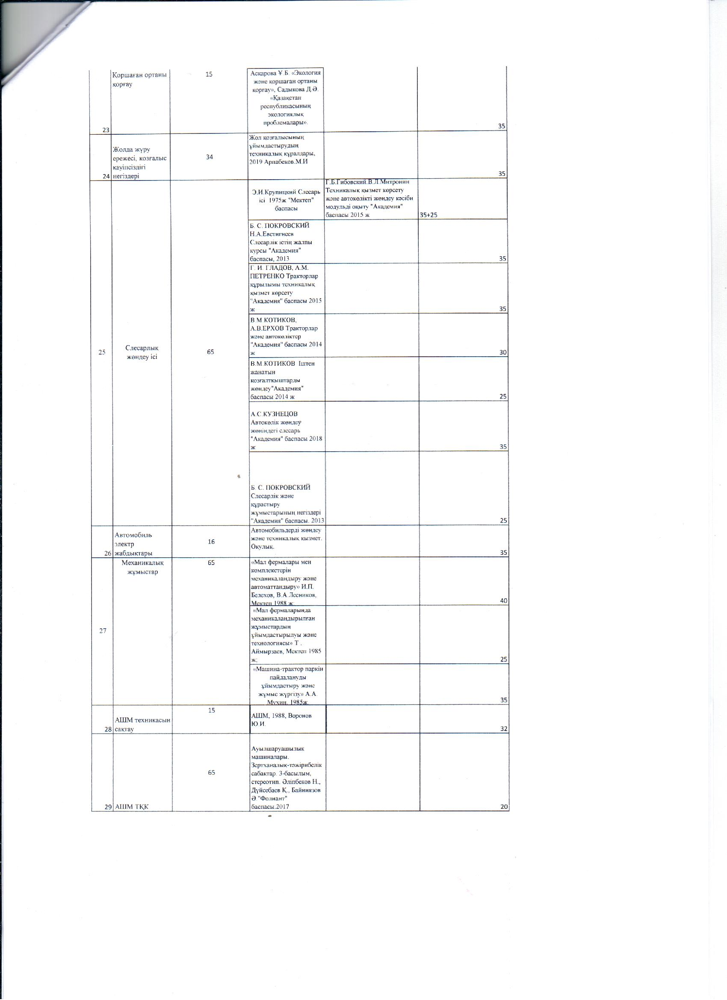 Қоршаған ортаны
қорғау
15
Асқарова Ұ.Б. «Экология
және қоршаған ортаны
қорғау», Садыкова Д.Ә.
«Қазақстан
республикасының
экологиялық
проблемалары».
23
35
Жолда жүру
ережесі, қозғалыс
қауіпсіздігі
негіздері
24
34
Жол қозғалысының
ұйымдастырудың
техникалық құралдары,
2019 Арпабеков.М.И
35
25
Слесарлық
жөндеу ісі
65
Э.И.Крупицкий Слесарь
ісі 1975ж "Мектеп"
баспасы
Г.Б.Гибовский.В.Л.Митронин
Техникалық қызмет көрсету
және автокөлікті жөндеу кәсіби
модульді оқыту "Академия"
баспасы 2015 ж
35+25
Б. С. ПОКРОВСКИЙ
Н.А.Евстигнеев
Слесарлік істің жалпы
курсы "Академия"
баспасы, 2013
35
Г. И. ГЛАДОВ, А.М.
ПЕТРЕНКО Тракторлар
құрылымы техникалық
қызмет көрсету
"Академия" баспасы 2015
ж
35
В.М.КОТИКОВ,
А.В.ЕРХОВ Тракторлар
және автокөліктер
"Академия" баспасы 2014
ж
30
В.М.КОТИКОВ Іштен
жанатын
қозғалтқыштарды
жөндеу"Академия"
баспасы 2014 ж
25
А.С.КУЗНЕЦОВ
Автокөлік жөндеу
жөніндегі слесарь
"Академия" баспасы 2018
ж
35
Б. С. ПОКРОВСКИЙ
Слесарлік және
құрастыру
жұмыстарының негіздері
"Академия" баспасы. 2013
25
Автомобиль
электр
жабдықтары
26
16
Автомобильдерді жөндеу
және техникалық қызмет.
Оқулық.
35
27
Механикалық
жұмыстар
65
«Мал фермалары мен
комплекстерін
механикаландыру және
автоматтандыру» И.П.
Белехов, В.А.Лесников,
Мектеп 1988 ж;
40
«Мал фермаларында
механикаландырылған
жұмыстардың
ұйымдастырылуы және
технологиясы» Т .
Аймырзаев, Мектеп 1985
ж;
25
«Машина-трактор паркін
пайдалануды
ұйымдастыру және
жұмыс жүргізу» А.А.
Мухин. 1985ж.
35
АШМ техникасын
сақтау
28
15
АШМ, 1988, Воронов
Ю.И.
32
29
АШМ ТҚК
65
Ауылшаруашылық
машиналары.
Зертханалық-тәжірибелік
сабақтар. 3-басылым,
стереотип. Әліпбеков Н.,
Дүйсебаев Қ., Байниязов
Ә."Фолиант"
баспасы.2017
20